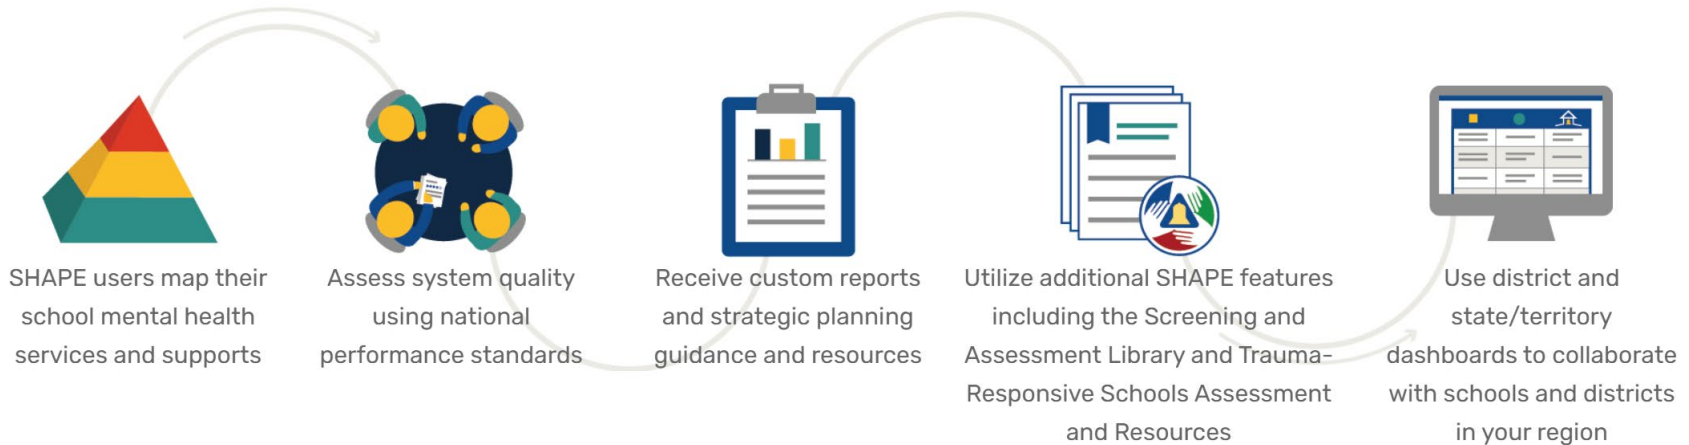 SHAPE users map their
school mental health
services and supports
Assess system quality
using national
performance standards
Receive custom reports
and strategic planning
guidance and resources
Utilize additional SHAPE features
including the Screening and
Assessment Library and Trauma-
Responsive Schools Assessment
and Resources
Use district and
state/territory
dashboards to collaborate
with schools and districts
in your region